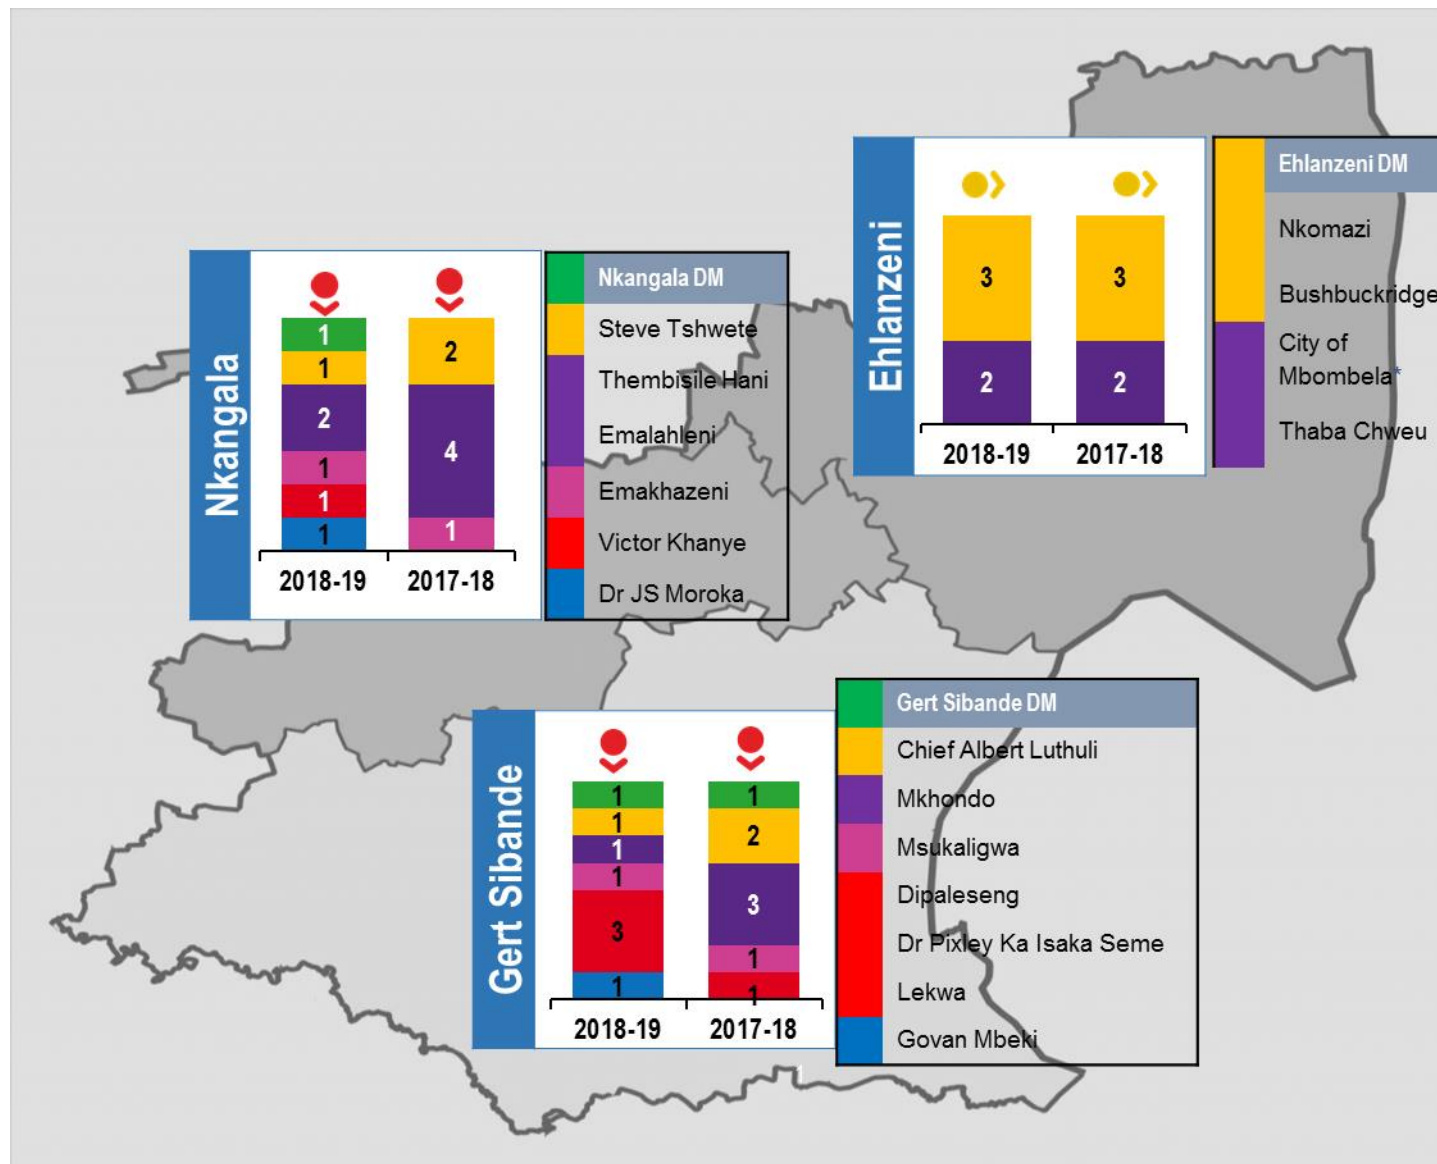 Ehlanzeni
3
3
2
2
2018-19
2017-18
Ehlanzeni DM
Nkomazi
Bushbuckridge
City of
Mbombela*
Thaba Chweu
Nkangala
1
1
2
1
1
1
2
4
1
2018-19
2017-18
Nkangala DM
Steve Tshwete
Thembisile Hani
Emalahleni
Emakhazeni
Victor Khanye
Dr JS Moroka
Gert Sibande
1
1
1
1
3
1
1
2
3
1
1
2018-19
2017-18
Gert Sibande DM
Chief Albert Luthuli
Mkhondo
Msukaligwa
Dipaleseng
Dr Pixley Ka Isaka Seme
Lekwa
Govan Mbeki
1